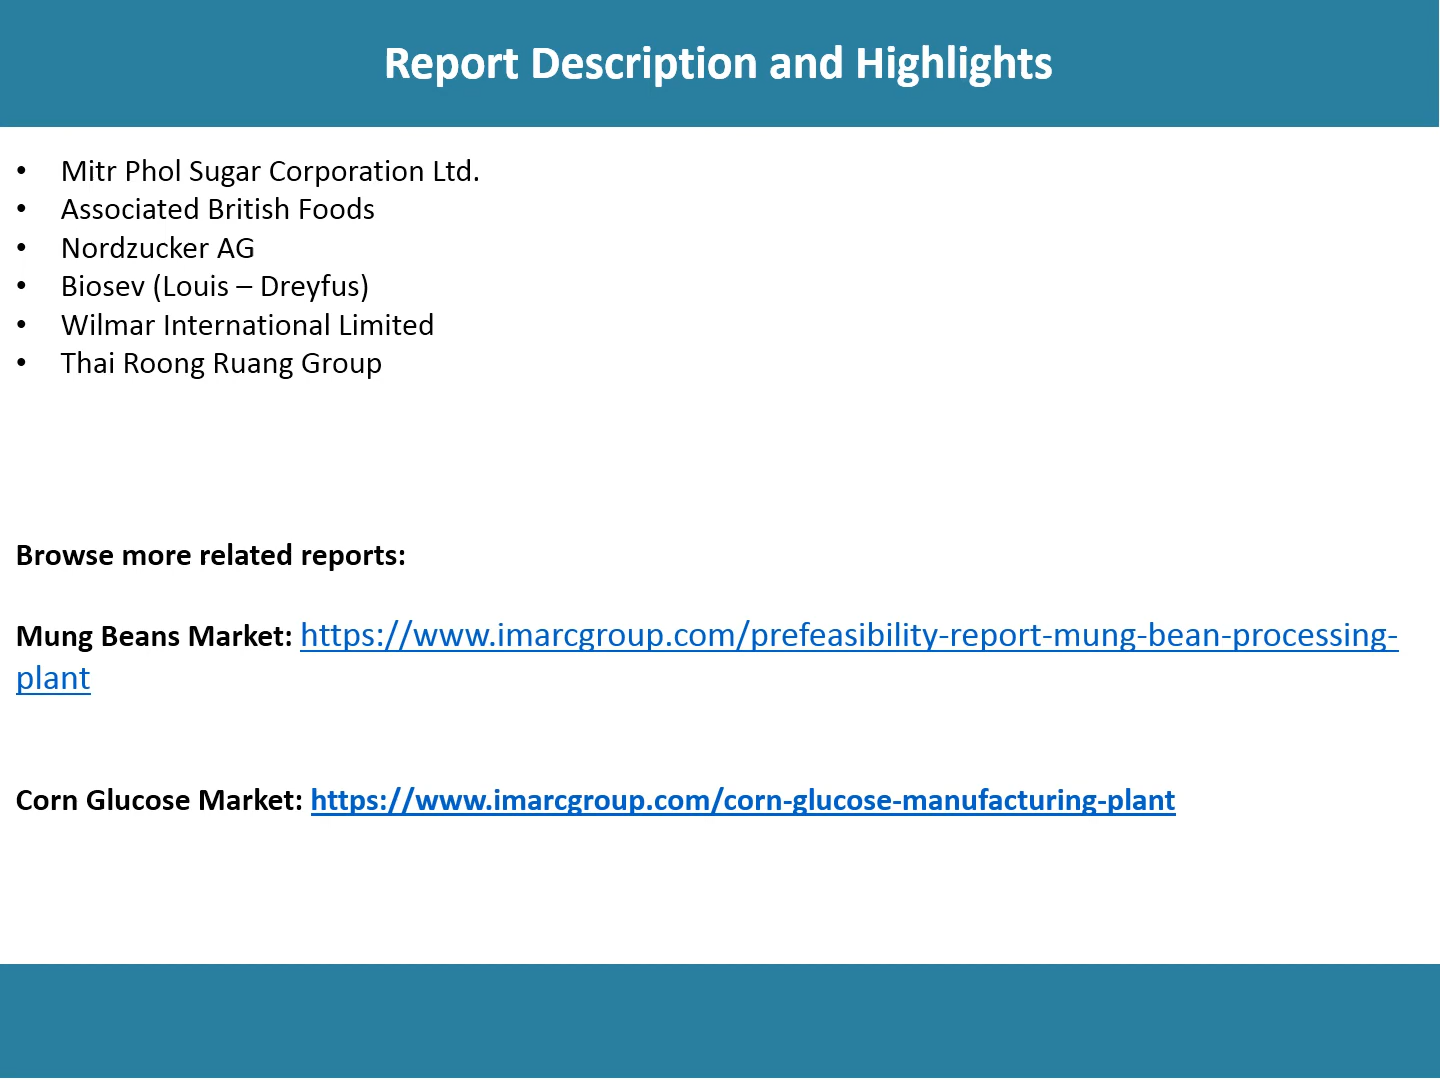 Report Description and Highlights
• Mitr Phol Sugar Corporation Ltd.
• Associated British Foods
• Nordzucker AG
• Biosev (Louis – Dreyfus)
• Wilmar International Limited
• Thai Roong Ruang Group
Browse more related reports:
Mung Beans Market: https://www.imarcgroup.com/prefeasibility-report-mung-bean-processing-
plant
Corn Glucose Market: https://www.imarcgroup.com/corn-glucose-manufacturing-plant